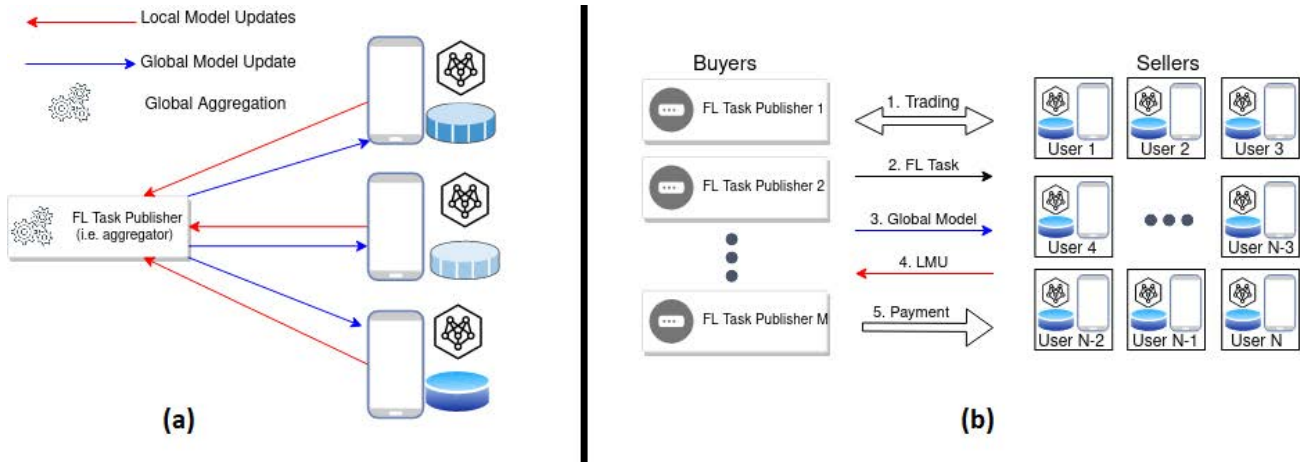 Local Model Updates
Global Model Update
Global Aggregation
FL Task Publisher
(i.e. aggregator)
(a)
Buyers
FL Task Publisher 1
FL Task Publisher 2
FL Task Publisher M
1. Trading
2. FL Task
3. Global Model
4. LMU
5. Payment
Sellers
User 1
User 2
User 3
User 4
User N-3
User N-2
User N-1
User N
(b)